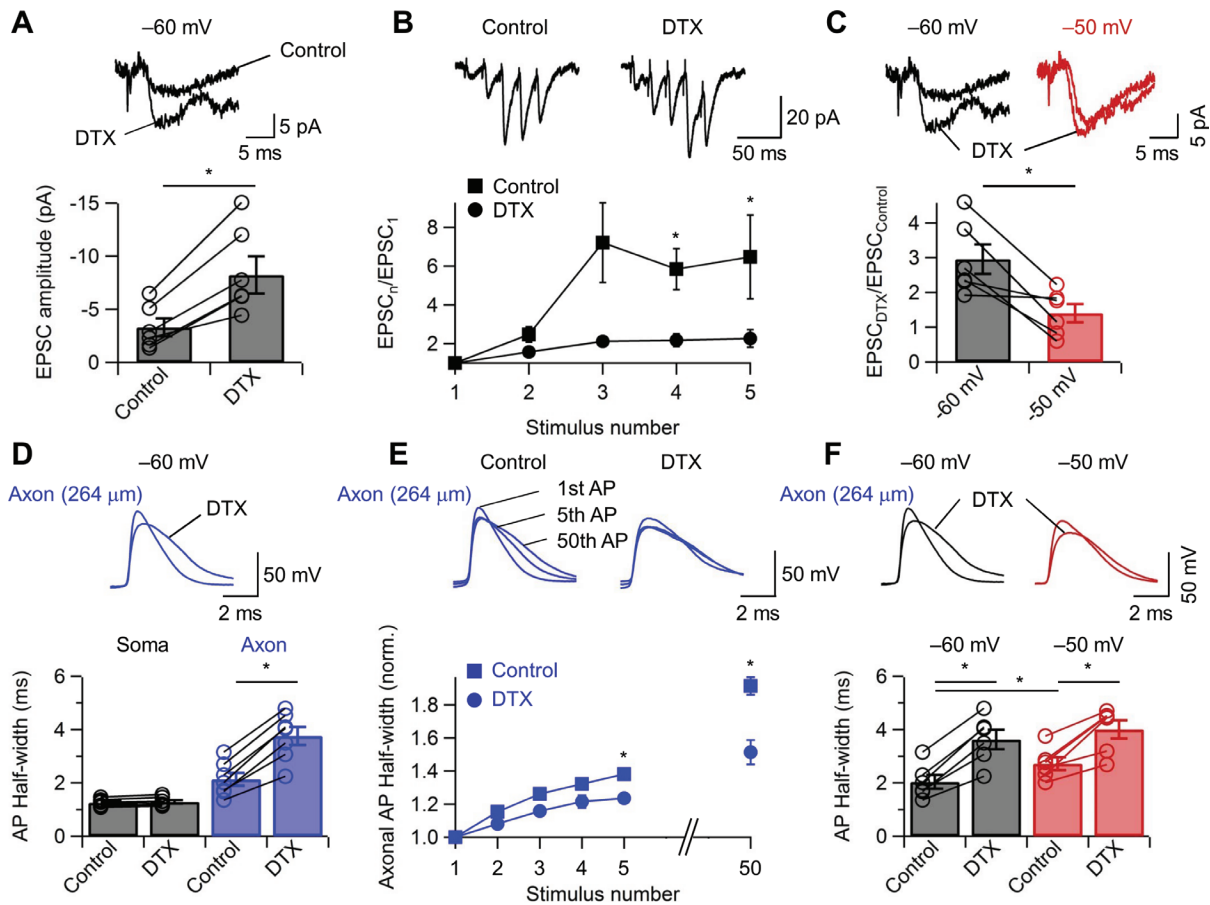 A
–60 mV
Control
DTX
5 pA
5 ms
*
-15
-10
-5
0
EPSC amplitude (pA)
Control
DTX
B
Control
DTX
20 pA
50 ms
Control
DTX
*
*
8
6
4
2
EPSCn/EPSC1
1
2
3
4
5
Stimulus number
C
–60 mV
–50 mV
DTX
5 pA
5 ms
*
4
3
2
1
0
EPSCDTX/EPSCControl
-60 mV
-50 mV
D
–60 mV
Axon (264 μm)
DTX
50 mV
2 ms
Soma
Axon
*
6
4
2
0
AP Half-width (ms)
Control
DTX
Control
DTX
E
Control
DTX
Axon (264 μm)
1st AP
5th AP
50th AP
50 mV
2 ms
Control
DTX
*
*
1.8
1.6
1.4
1.2
1.0
Axonal AP Half-width (norm.)
1
2
3
4
5
50
Stimulus number
F
–60 mV
–50 mV
Axon (264 μm)
DTX
50 mV
2 ms
–60 mV
–50 mV
*
*
*
6
4
2
0
AP Half-width (ms)
Control
DTX
Control
DTX